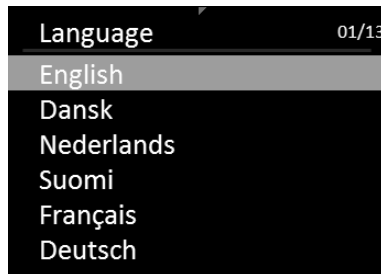 Language 01/13
English
Dansk
Nederlands
Suomi
Français
Deutsch